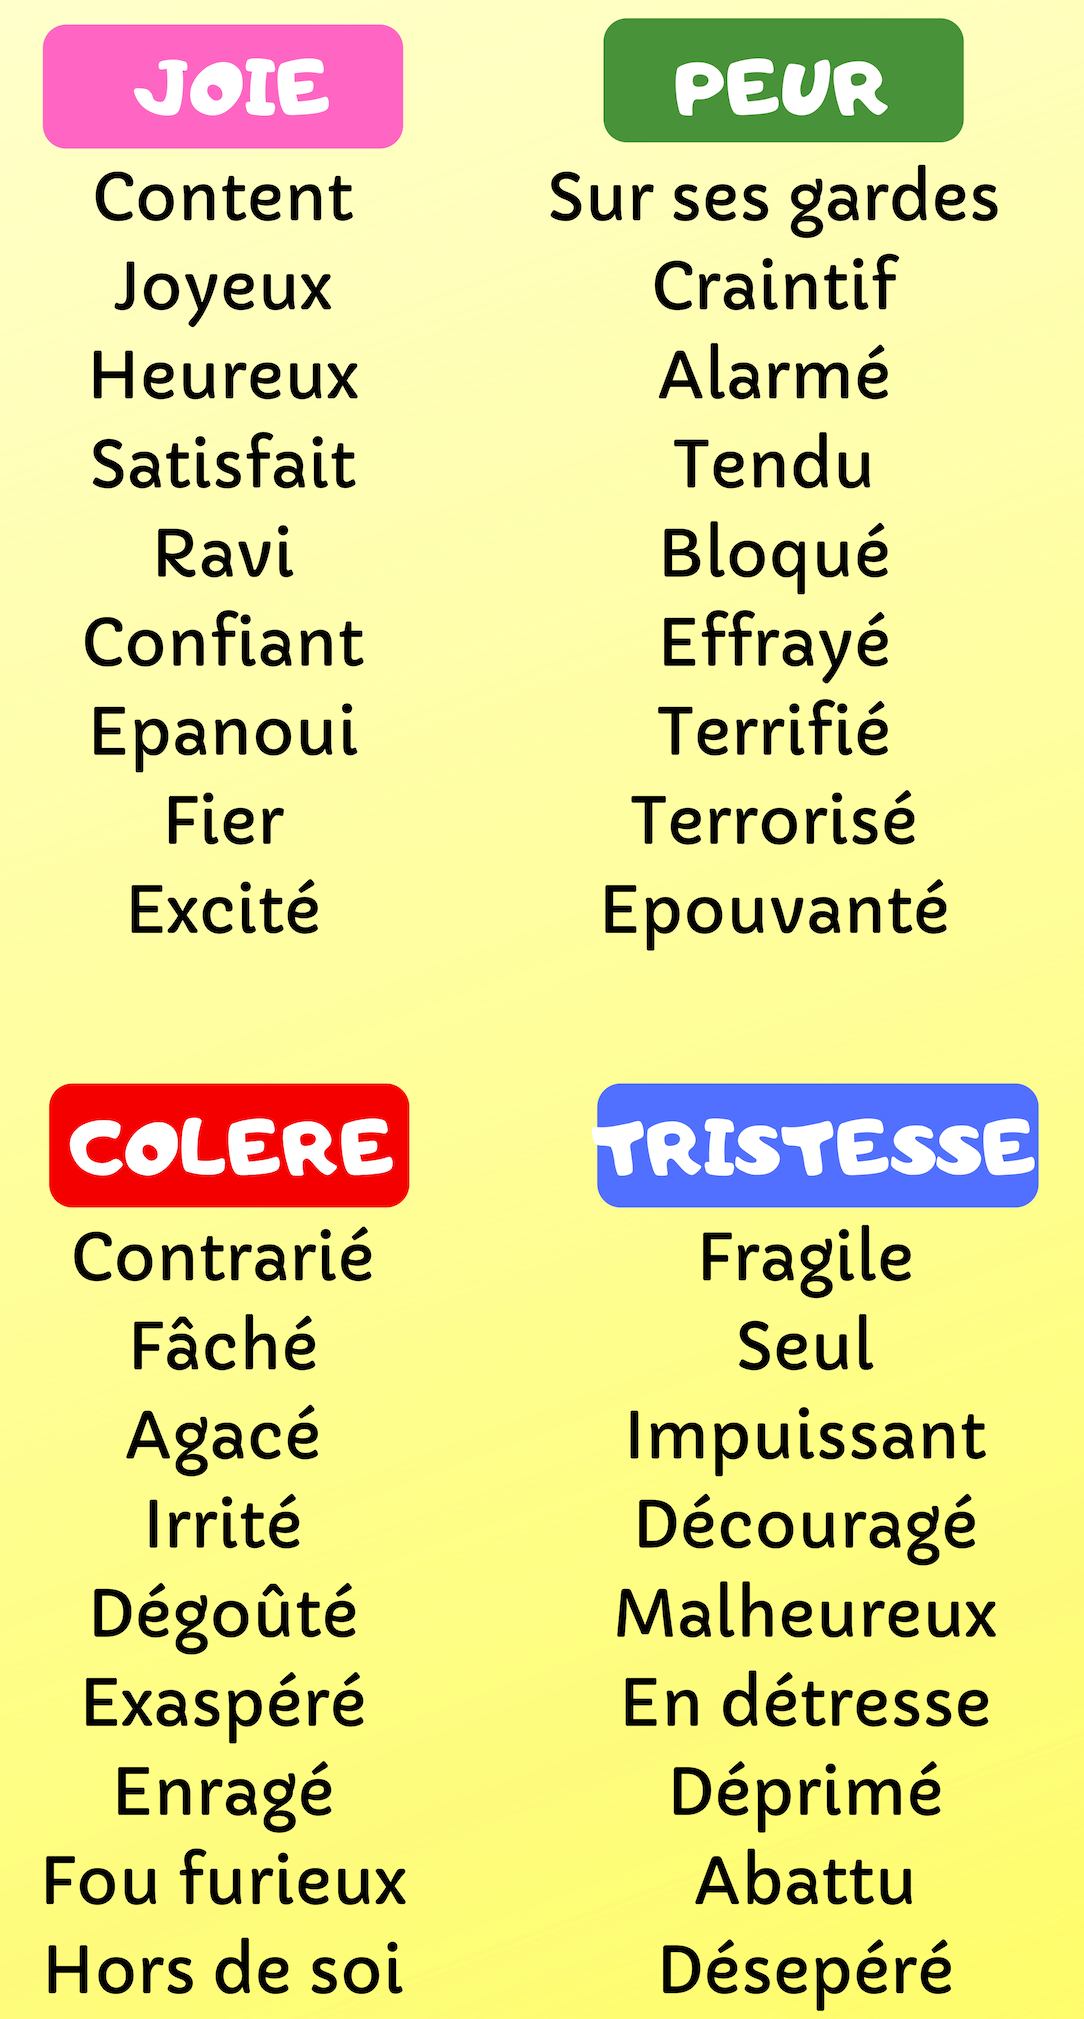 JOIE
Content
Joyeux
Heureux
Satisfait
Ravi
Confiant
Epanoui
Fier
Excité
PEUR
Sur ses gardes
Craintif
Alarmé
Tendu
Bloqué
Effrayé
Terrifié
Terrorisé
Epouvanté
COLERE
Contrarié
Fâché
Agacé
Irrité
Dégoûté
Exaspéré
Enragé
Fou furieux
Hors de soi
TRISTESSE
Fragile
Seul
Impuissant
Découragé
Malheureux
En détresse
Déprimé
Abattu
Désepéré